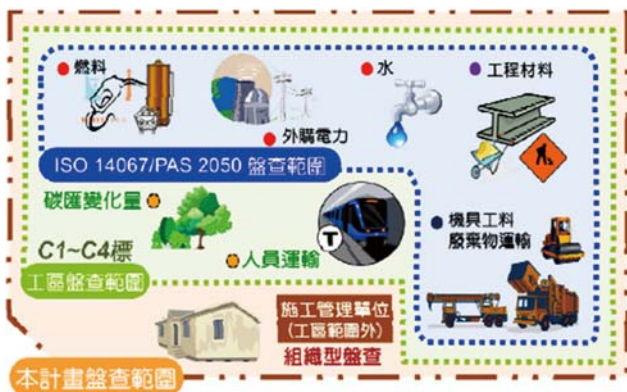 燃料
水
工程材料
外購電力
ISO 14067/PAS 2050 盤查範圍
碳匯變化量
機具工料
廢棄物運輸
人員運輸
T
C1~C4標
工區盤查範圍
施工管理單位
(工區範圍外)
組織型盤查
本計畫盤查範圍